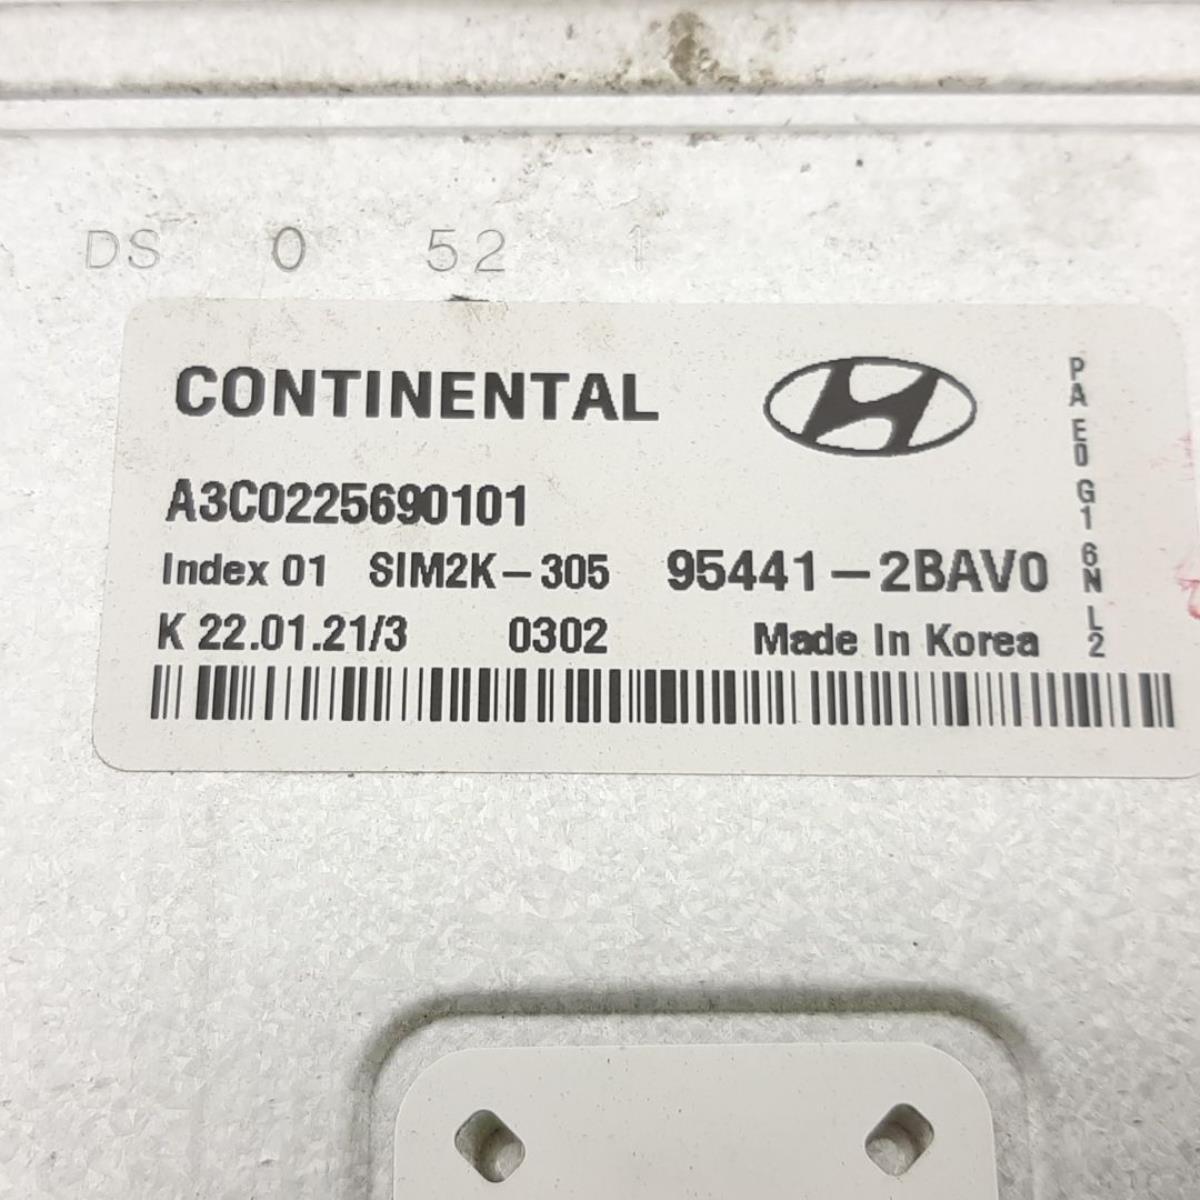 DS 0 52 1
CONTINENTAL
A3C0225690101
Index 01 SIM2K-305 95441-2BAV0
K 22.01.21/3 0302 Made In Korea
PA ED G1 6N L2